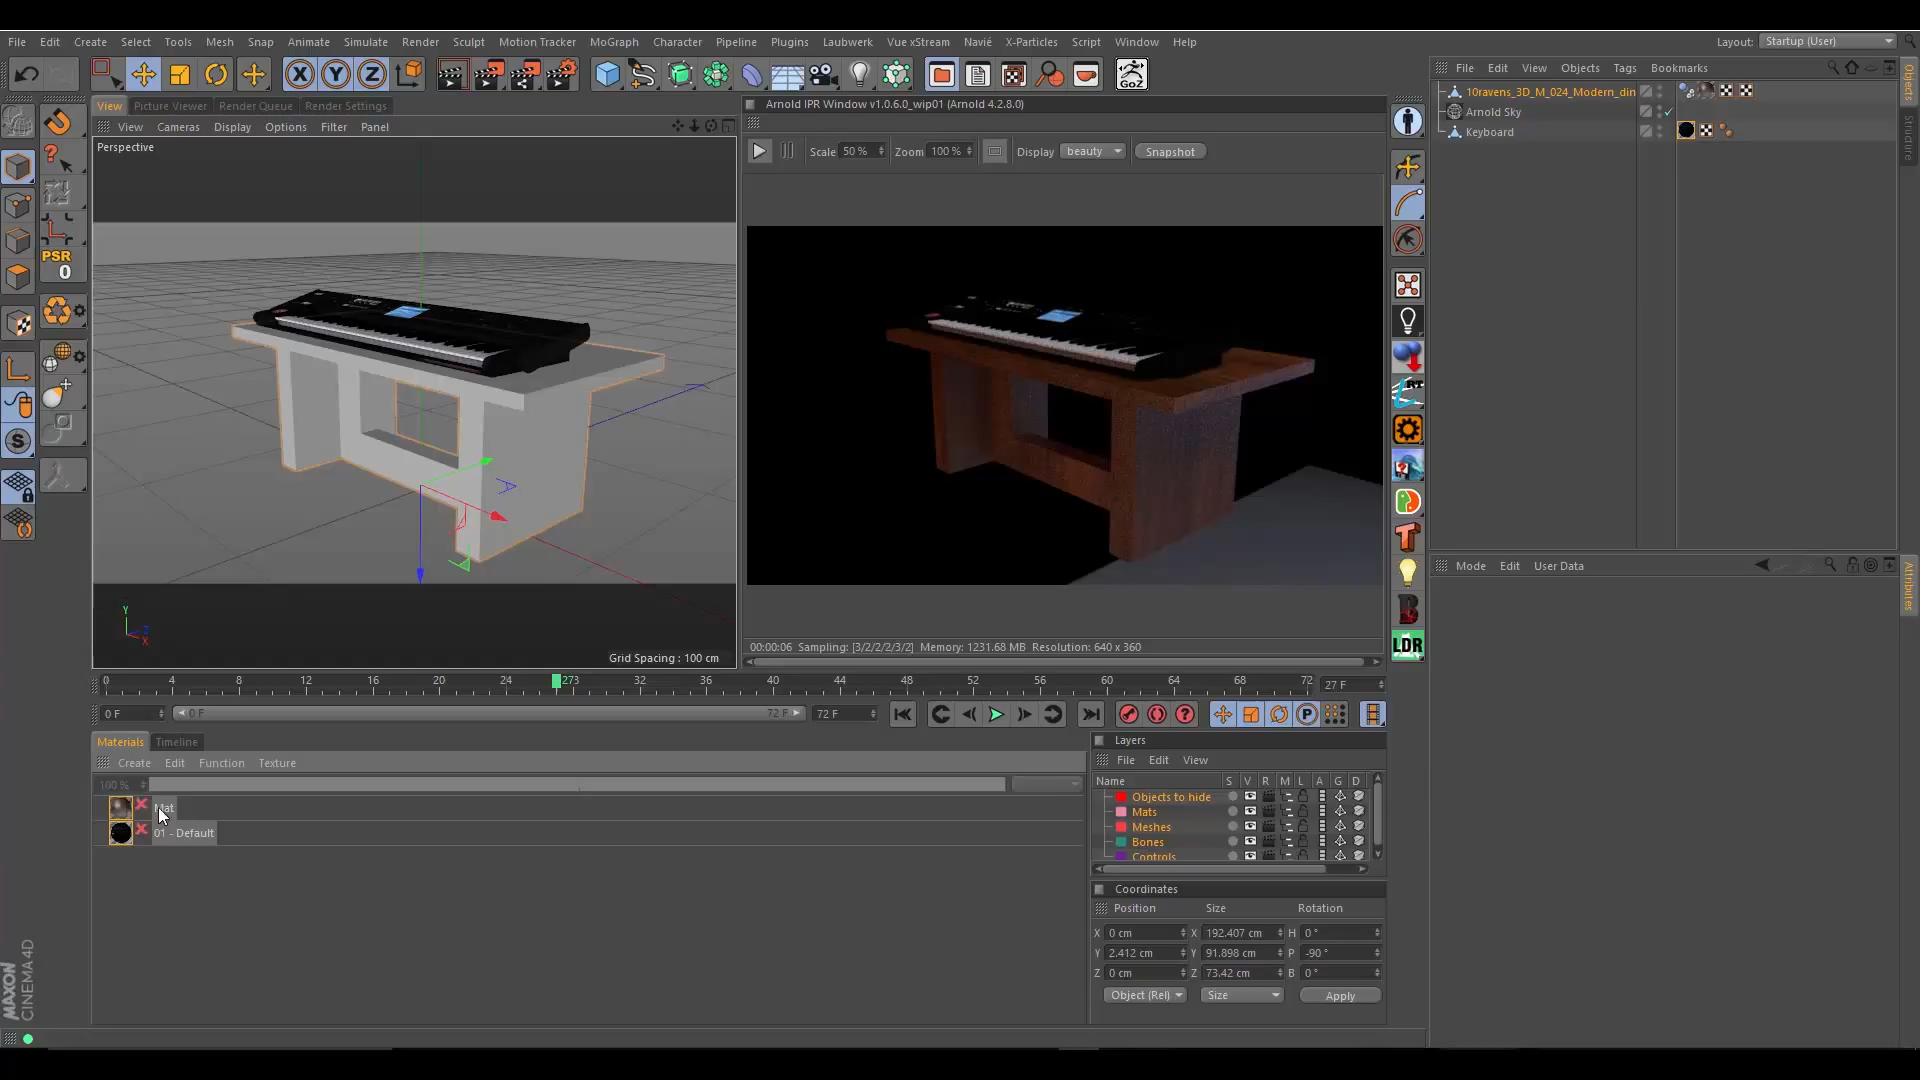 File Edit Create Select Tools Mesh Snap Animate Simulate Render Sculpt Motion Tracker MoGraph Character Pipeline Plugins Laubwerk Vue xStream Navié X-Particles Script Window Help
Layout: Startup (User)
X Y Z
GoZ
File Edit View Objects Tags Bookmarks
10ravens_3D_M_024_Modern_din
Arnold Sky
Keyboard
Objects
Structure
View Picture Viewer Render Queue Render Settings
View Cameras Display Options Filter Panel
Perspective
PSR
0
S
Y
Z
X
Grid Spacing : 100 cm
Arnold IPR Window v1.0.6.0_wip01 (Arnold 4.2.8.0)
Scale 50 % Zoom 100 % Display beauty Snapshot
00:00:06 Sampling: [3/2/2/2/3/2] Memory: 1231.68 MB Resolution: 640 x 360
RT
T
B
LDR
Mode Edit User Data
Attributes
0 4 8 12 16 20 24 273 32 36 40 44 48 52 56 60 64 68 72 27 F
0 F 0 F 72 F 72 F
P
Materials Timeline
Create Edit Function Texture
100 %
Mat
01 - Default
Layers
File Edit View
Name S V R M L A G D
Objects to hide
Mats
Meshes
Bones
Controls
Coordinates
Position Size Rotation
X 0 cm X 192.407 cm H 0 °
Y 2.412 cm Y 91.898 cm P -90 °
Z 0 cm Z 73.42 cm B 0 °
Object (Rel) Size Apply
MAXON
CINEMA 4D